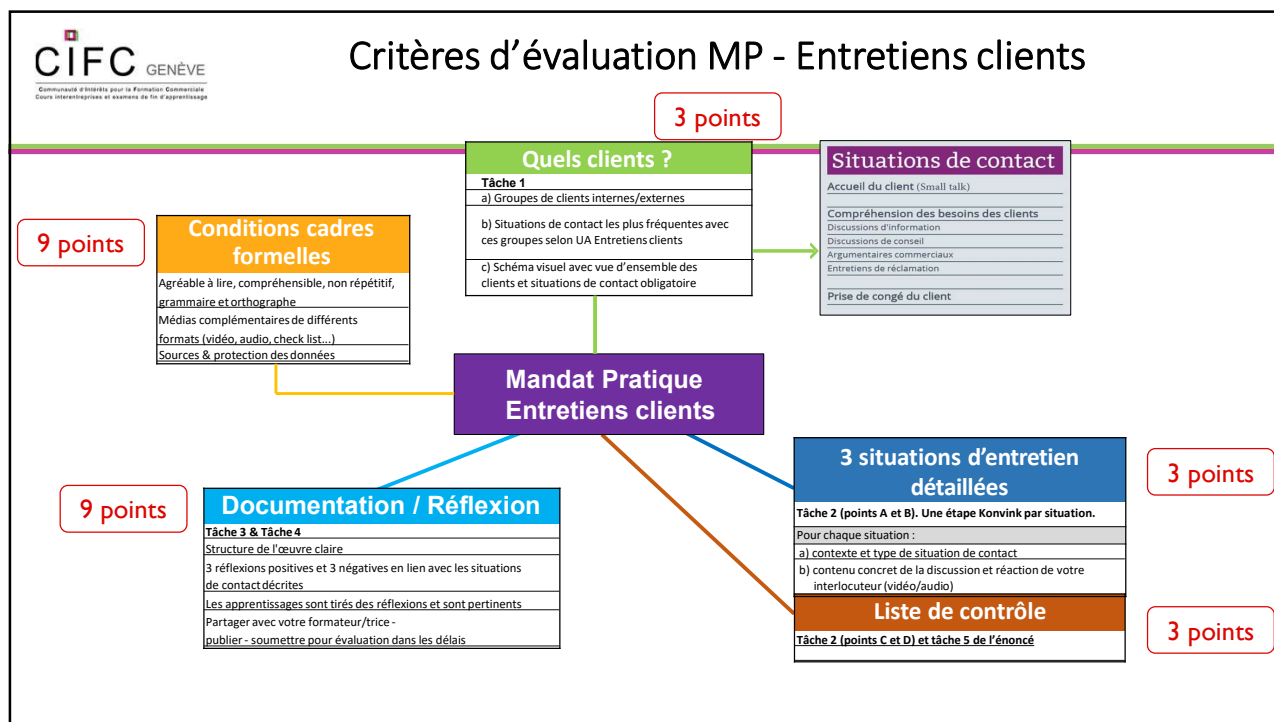 CIFC GENÈVE
Communauté d'Intérêts pour la Formation Commerciale
Cours interentreprises et examens de fin d'apprentissage
Critères d'évaluation MP - Entretiens clients
3 points
Quels clients ?
Tâche 1
a) Groupes de clients internes/externes
b) Situations de contact les plus fréquentes avec
ces groupes selon UA Entretiens clients
c) Schéma visuel avec vue d'ensemble des
clients et situations de contact obligatoire
Situations de contact
Accueil du client (Small talk)
Compréhension des besoins des clients
Discussions d'information
Discussions de conseil
Argumentaires commerciaux
Entretiens de réclamation
Prise de congé du client
9 points
Conditions cadres
formelles
Agréable à lire, compréhensible, non répétitif,
grammaire et orthographe
Médias complémentaires de différents
formats (vidéo, audio, check list...)
Sources & protection des données
Mandat Pratique
Entretiens clients
9 points
Documentation / Réflexion
Tâche 3 & Tâche 4
Structure de l'œuvre claire
3 réflexions positives et 3 négatives en lien avec les situations
de contact décrites
Les apprentissages sont tirés des réflexions et sont pertinents
Partager avec votre formateur/trice -
publier - soumettre pour évaluation dans les délais
3 situations d'entretien
détaillées
3 points
Tâche 2 (points A et B). Une étape Konvink par situation.
Pour chaque situation :
a) contexte et type de situation de contact
b) contenu concret de la discussion et réaction de votre
interlocuteur (vidéo/audio)
Liste de contrôle
3 points
Tâche 2 (points C et D) et tâche 5 de l'énoncé